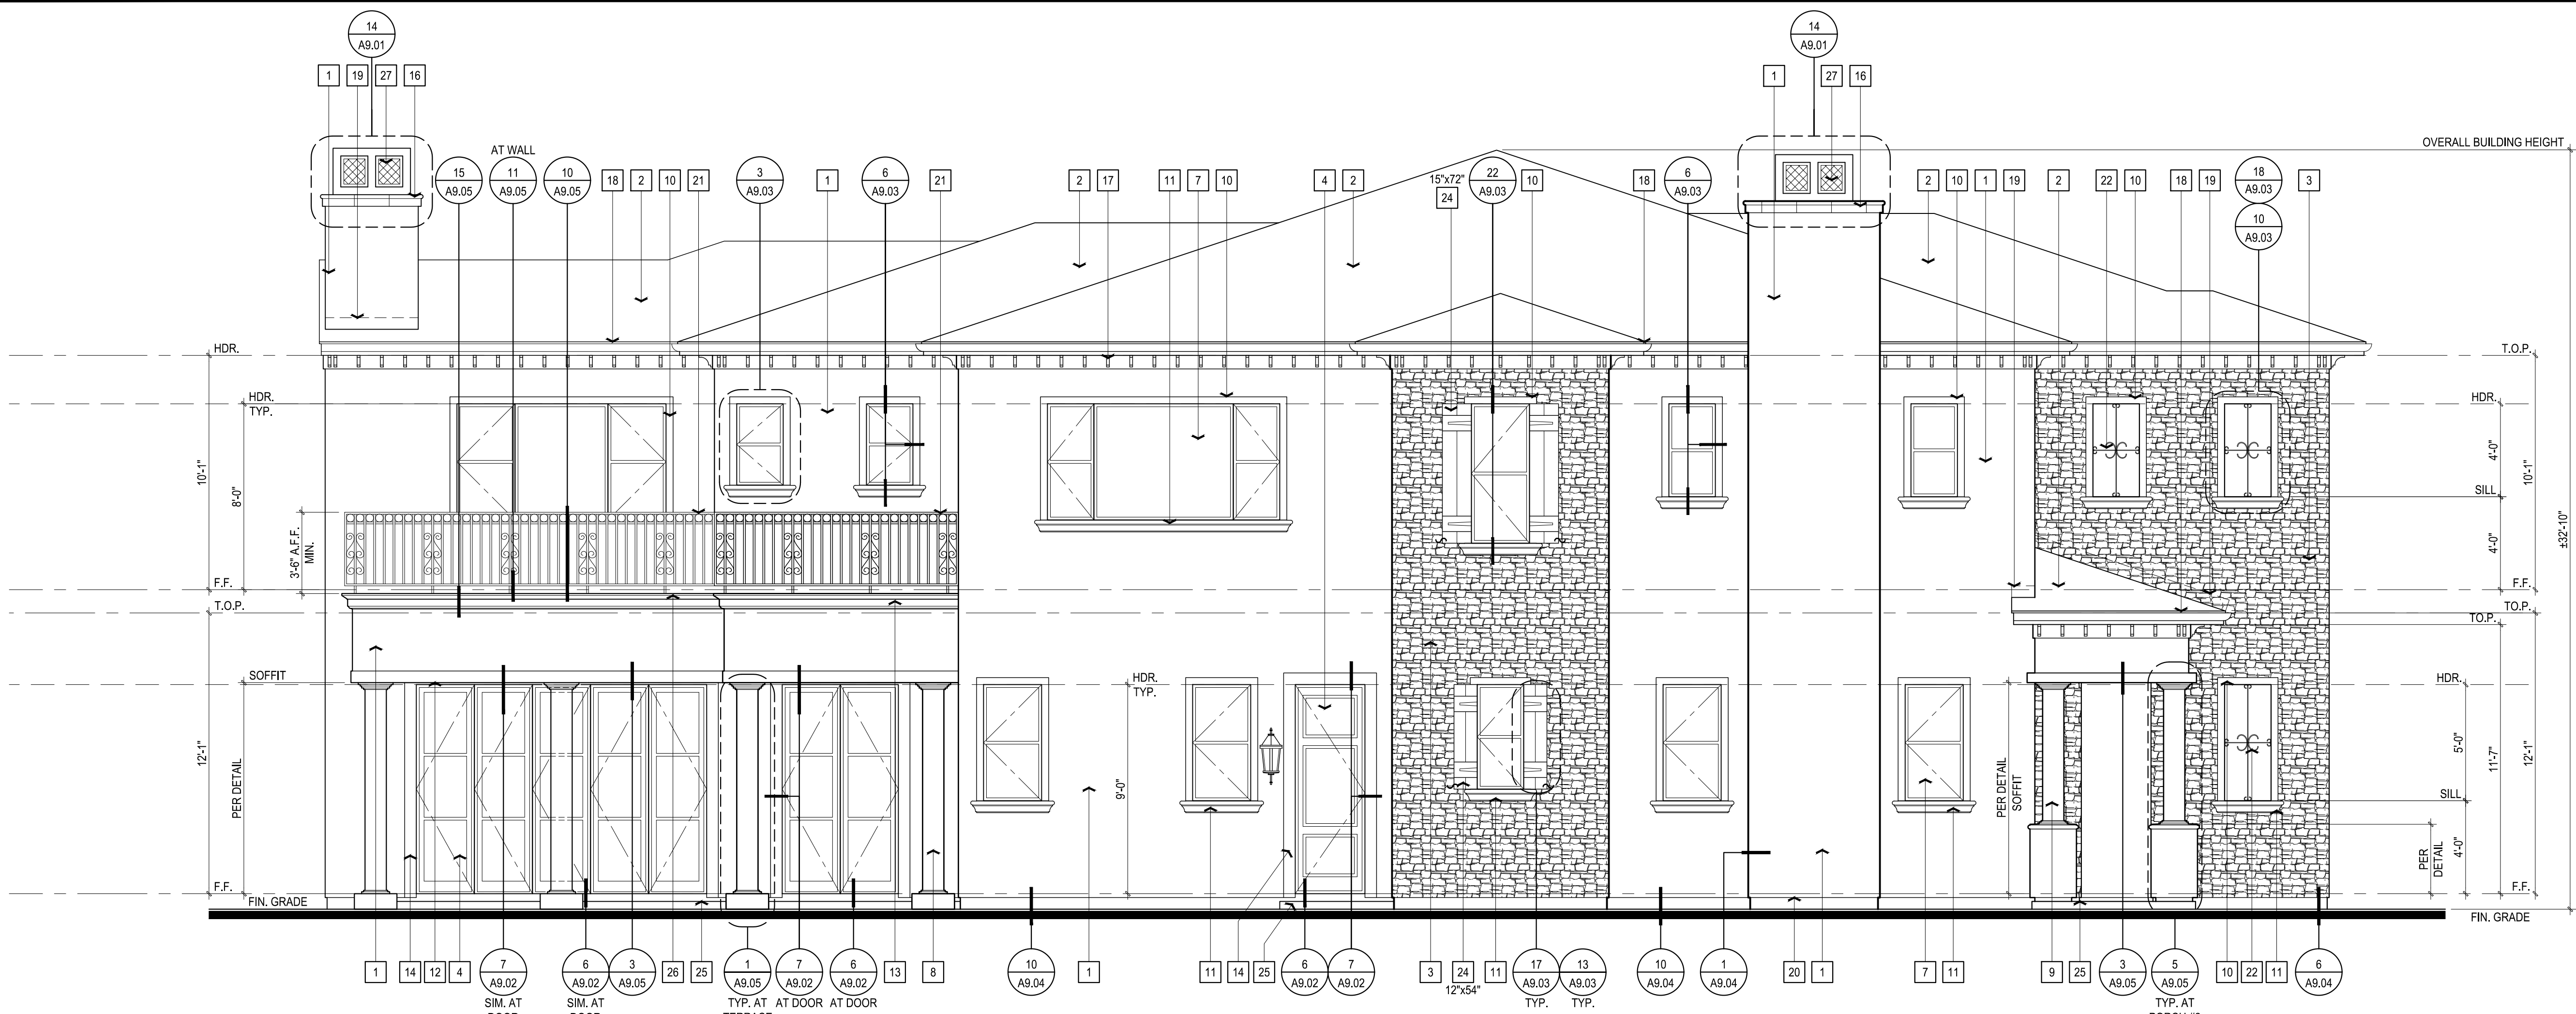 14
A9.01
14
A9.01
1
19
27
16
1
27
16
OVERALL BUILDING HEIGHT
AT WALL
15
A9.05
11
A9.05
10
A9.05
18
2
10
21
3
A9.03
1
6
A9.03
21
2
17
11
7
10
4
2
15"x72"
24
22
A9.03
10
18
6
A9.03
2
10
1
19
2
22
10
18
19
18
A9.03
3
10
A9.03
HDR.
T.O.P.
HDR.
TYP.
HDR.
10'-1"
8'-0"
3'-6" A.F.F.
MIN.
4'-0"
10'-1"
SILL
4'-0"
±32'-10"
F.F.
F.F.
T.O.P.
T.O.P.
TO.P.
SOFFIT
HDR.
TYP.
HDR.
12'-1"
PER DETAIL
9'-0"
PER DETAIL
SOFFIT
5'-0"
11'-7"
12'-1"
SILL
PER
DETAIL
4'-0"
F.F.
F.F.
FIN. GRADE
FIN. GRADE
1
14
12
4
7
A9.02
SIM. AT
6
A9.02
SIM. AT
3
A9.05
26
25
1
A9.05
TYP. AT
7
A9.02
AT DOOR
6
A9.02
AT DOOR
13
8
10
A9.04
1
11
14
25
6
A9.02
7
A9.02
3
24
12"x54"
11
17
A9.03
TYP.
13
A9.03
TYP.
10
A9.04
1
A9.04
20
1
7
11
9
25
3
A9.05
5
A9.05
TYP. AT
10
22
11
6
A9.04